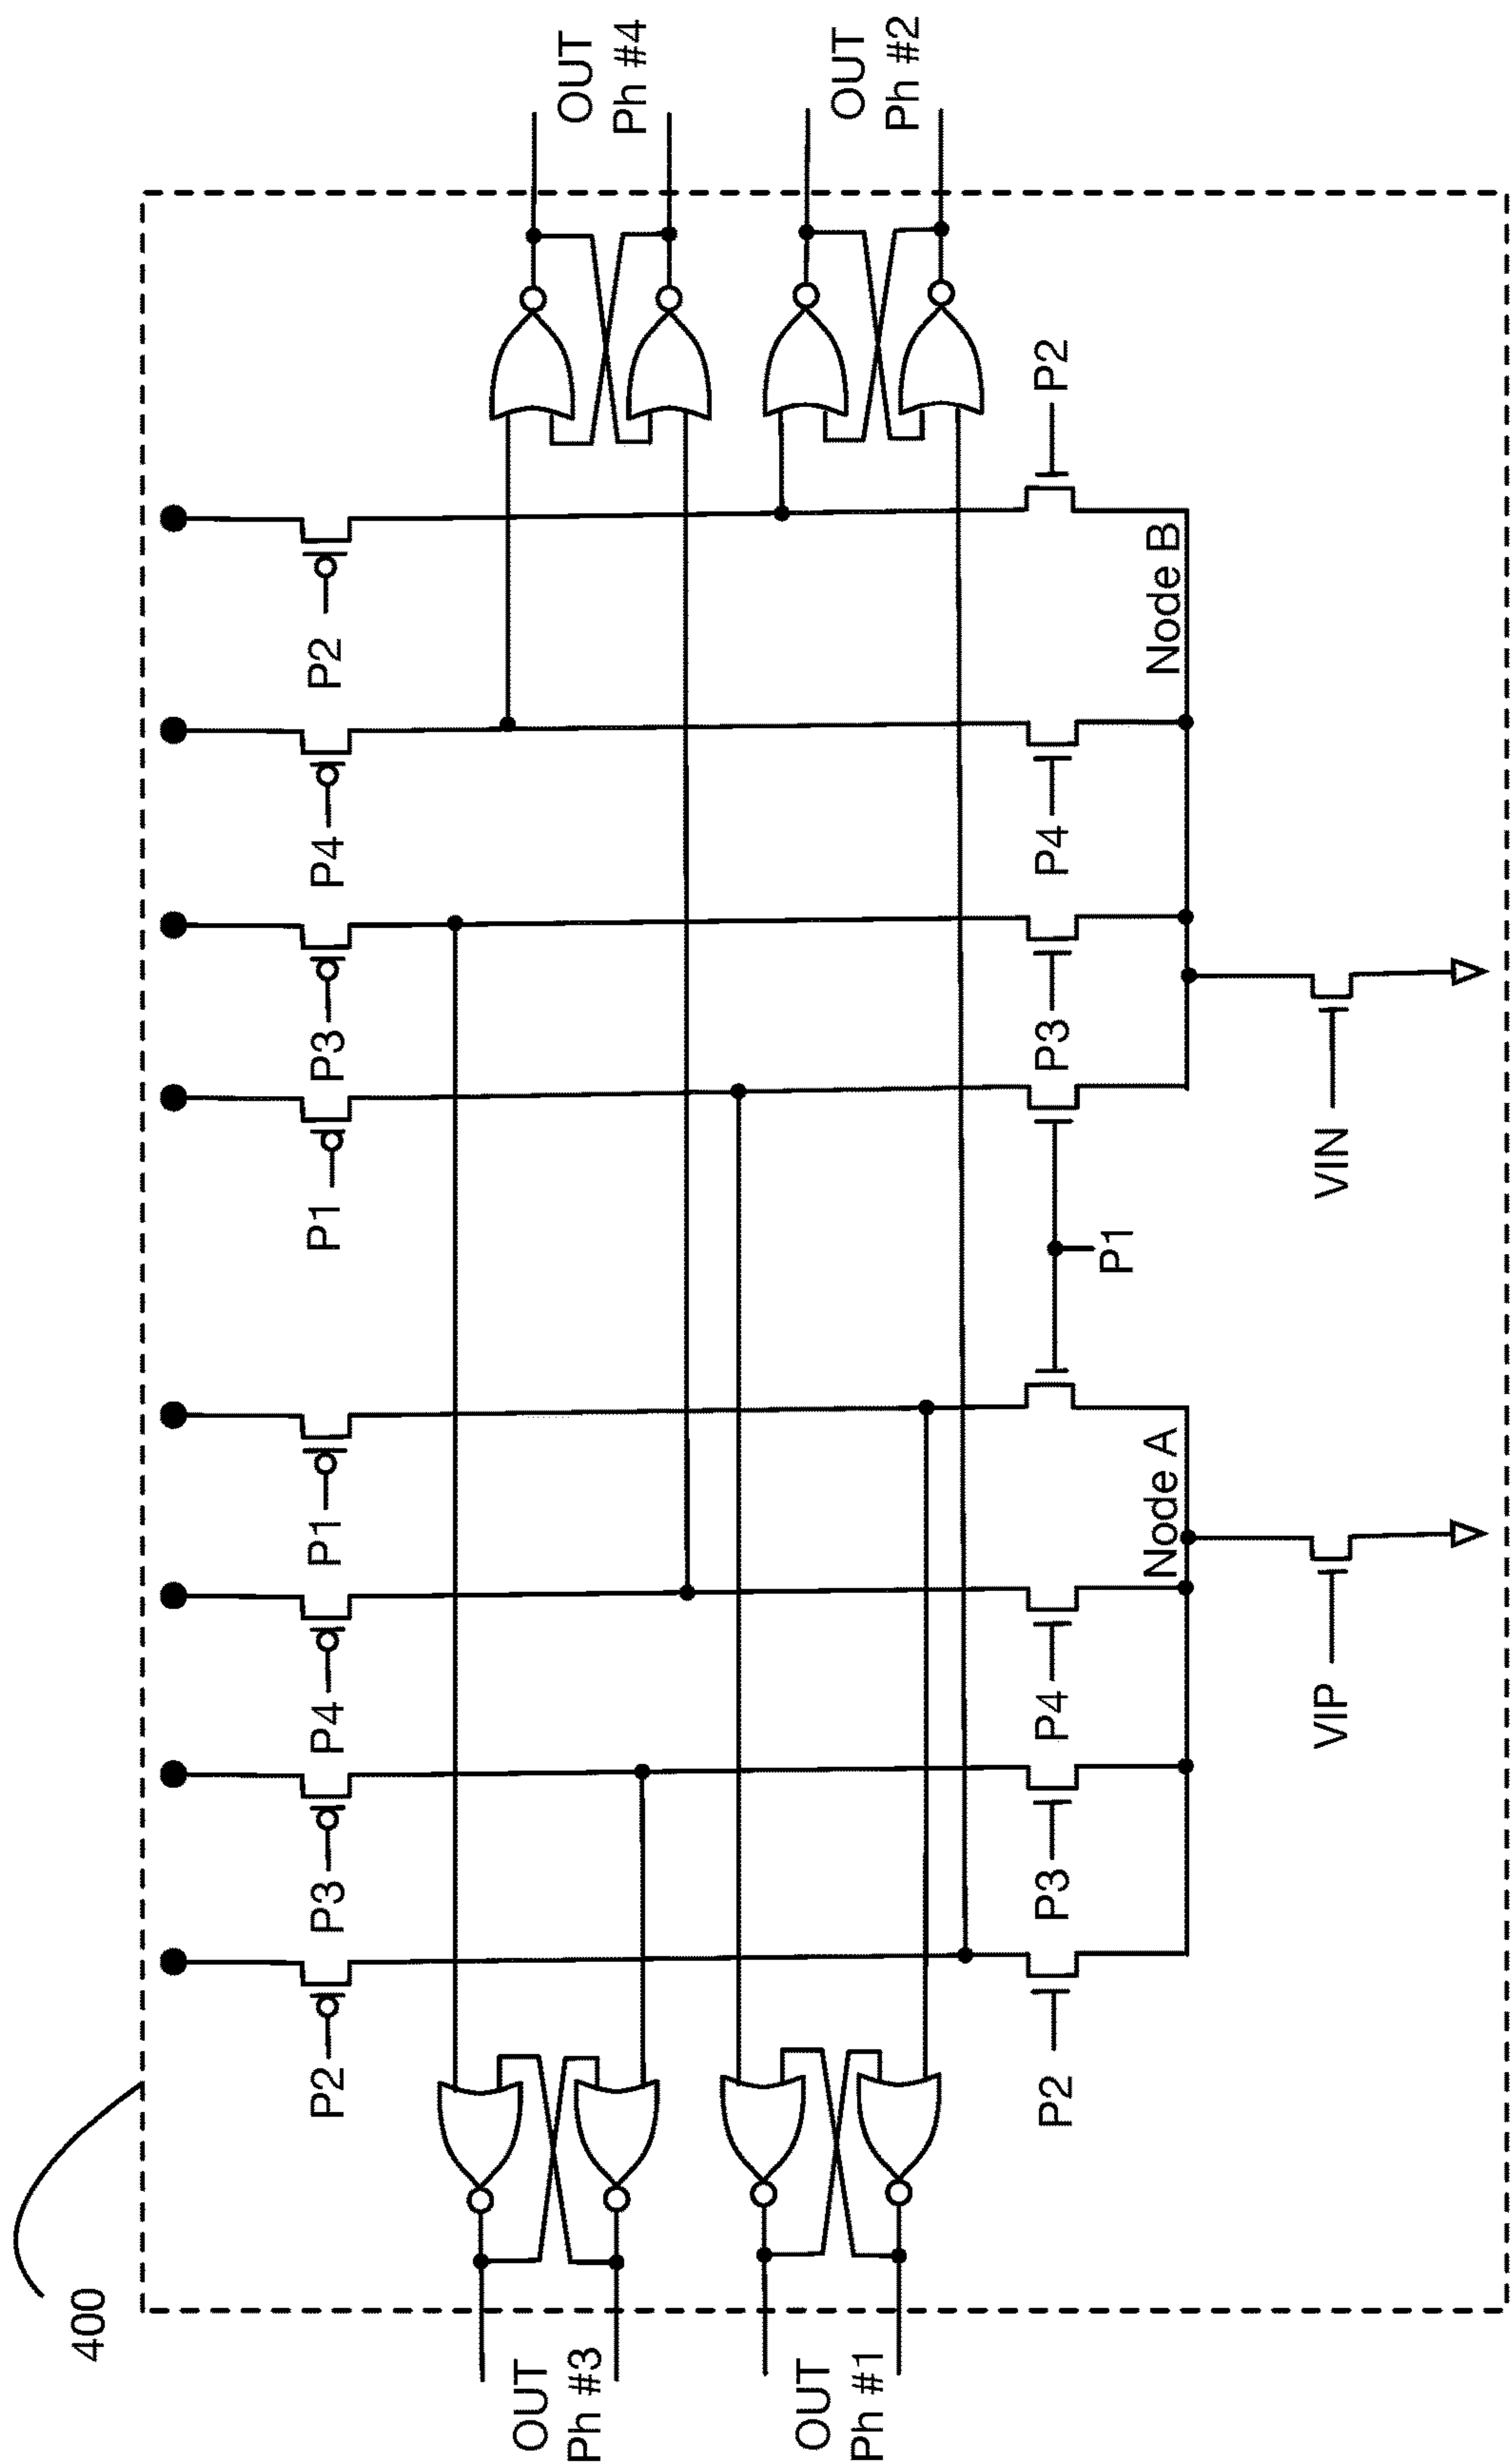 400
P2
P3
P4
P1
P1
P3
P4
P2
OUT
Ph #3
OUT
Ph #4
OUT
Ph #1
OUT
Ph #2
P2
P3
P4
P1
P3
P4
P2
Node A
Node B
VIP
VIN